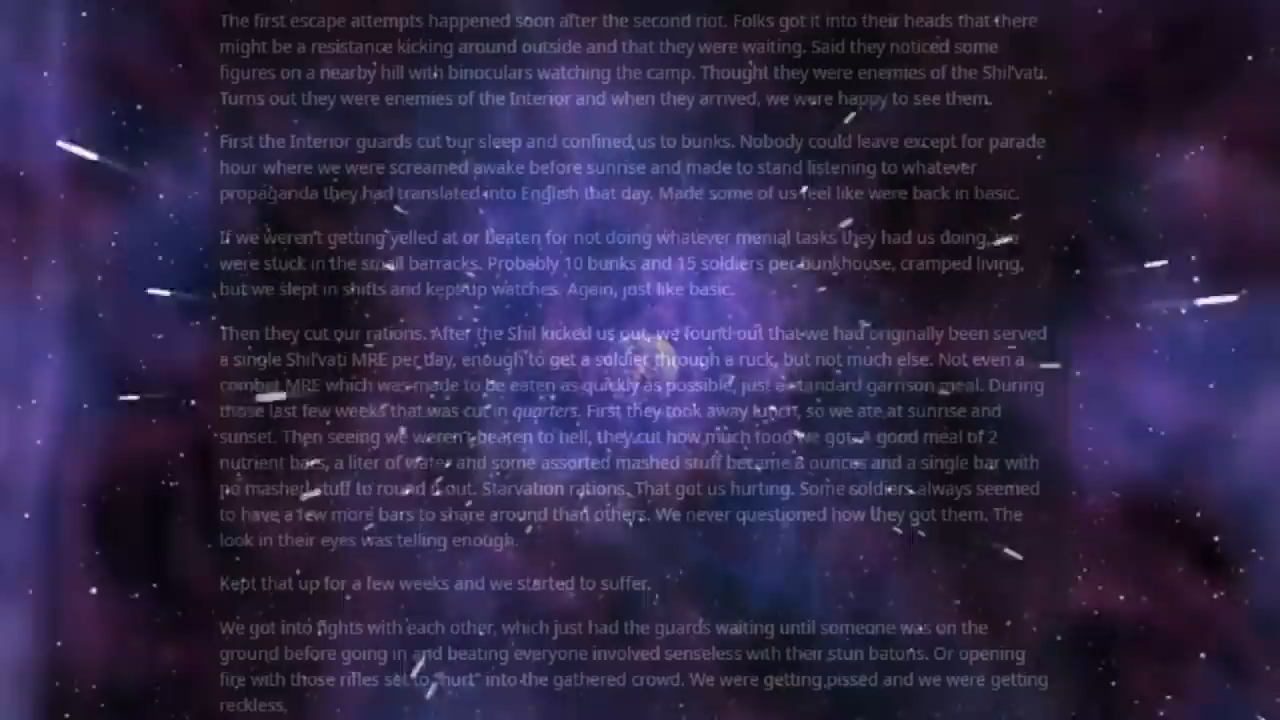 The first escape attempts happened soon after the second riot. Folks got it into their heads that there
might be a resistance kicking around outside and that they were waiting. Said they noticed some
figures on a nearby hill with binoculars watching the camp. Thought they were enemies of the Shil'vati.
Turns out they were enemies of the Interior and when they arrived, we were happy to see them.
First the Interior guards cut our sleep and confined us to bunks. Nobody could leave except for parade
hour where we were screamed awake before sunrise and made to stand listening to whatever
propaganda they had translated into English that day. Made some of us feel like were back in basic.
If we weren't getting yelled at or beaten for not doing whatever menial tasks they had us doing, we
were stuck in the small barracks. Probably 10 bunks and 15 soldiers per bunkhouse, cramped living,
but we slept in shifts and kept up watches. Again, just like basic.
Then they cut our rations. After the Shil kicked us out, we found out that we had originally been served
a single Shil'vati MRE per day, enough to get a soldier through a ruck, but not much else. Not even a
combat MRE which was made to be eaten as quickly as possible, just a standard garrison meal. During
those last few weeks that was cut in quarters. First they took away lunch, so we ate at sunrise and
sunset. Then seeing we weren't beaten to hell, they cut how much food we got. A good meal of 2
nutrient bars, a liter of water and some assorted mashed stuff became 8 ounces and a single bar with
no mashed stuff to round it out. Starvation rations. That got us hurting. Some soldiers always seemed
to have a few more bars to share around than others. We never questioned how they got them. The
look in their eyes was telling enough.
Kept that up for a few weeks and we started to suffer.
We got into fights with each other, which just had the guards waiting until someone was on the
ground before going in and beating everyone involved senseless with their stun batons. Or opening
fire with those rifles set to "hurt" into the gathered crowd. We were getting pissed and we were getting
reckless,